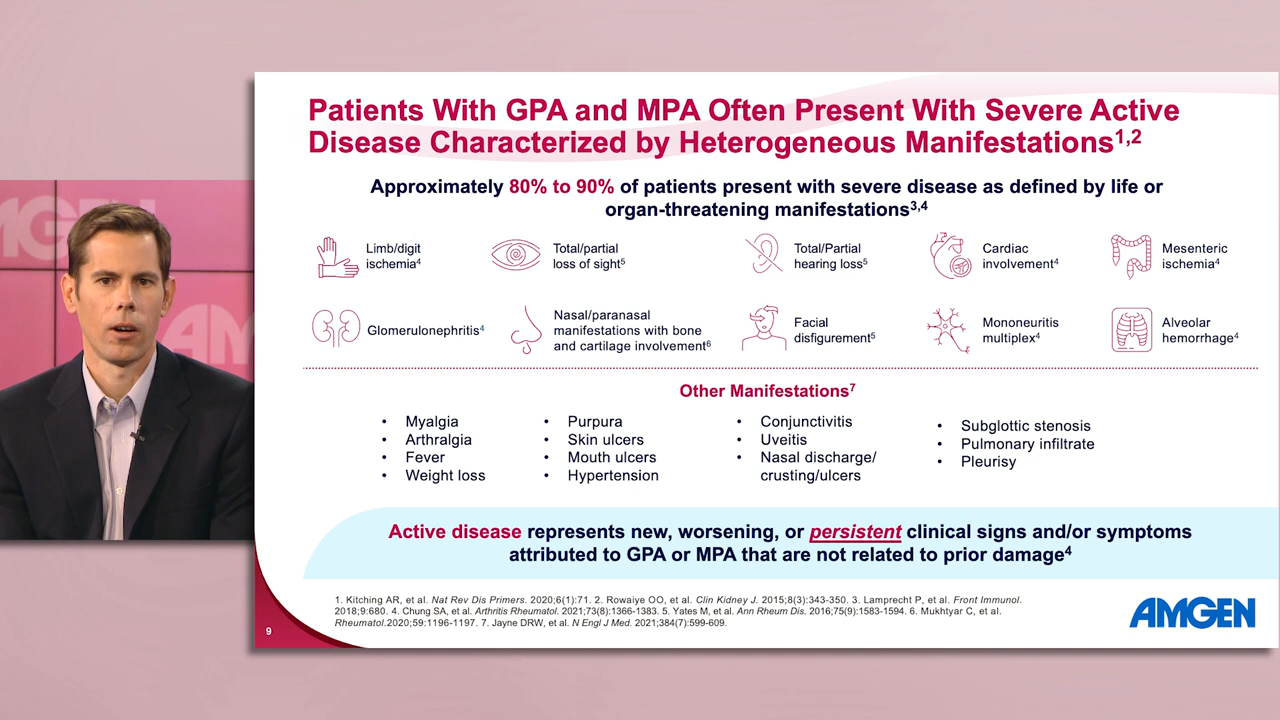 Patients With GPA and MPA Often Present With Severe Active
Disease Characterized by Heterogeneous Manifestations1,2
Approximately 80% to 90% of patients present with severe disease as defined by life or
organ-threatening manifestations3,4
Limb/digit
ischemia4
Total/partial
loss of sight5
Total/Partial
hearing loss5
Cardiac
involvement4
Mesenteric
ischemia4
Glomerulonephritis4
Nasal/paranasal
manifestations with bone
and cartilage involvement6
Facial
disfigurement5
Mononeuritis
multiplex4
Alveolar
hemorrhage4
Other Manifestations7
• Myalgia
• Arthralgia
• Fever
• Weight loss
• Purpura
• Skin ulcers
• Mouth ulcers
• Hypertension
• Conjunctivitis
• Uveitis
• Nasal discharge/
crusting/ulcers
• Subglottic stenosis
• Pulmonary infiltrate
• Pleurisy
Active disease represents new, worsening, or persistent clinical signs and/or symptoms
attributed to GPA or MPA that are not related to prior damage4
1. Kitching AR, et al. Nat Rev Dis Primers. 2020;6(1):71. 2. Rowaiye OO, et al. Clin Kidney J. 2015;8(3):343-350. 3. Lamprecht P, et al. Front Immunol.
2018;9:680. 4. Chung SA, et al. Arthritis Rheumatol. 2021;73(8):1366-1383. 5. Yates M, et al. Ann Rheum Dis. 2016;75(9):1583-1594. 6. Mukhtyar C, et al.
Rheumatol.2020;59:1196-1197. 7. Jayne DRW, et al. N Engl J Med. 2021;384(7):599-609.
9
AMGEN
MGEN
AM